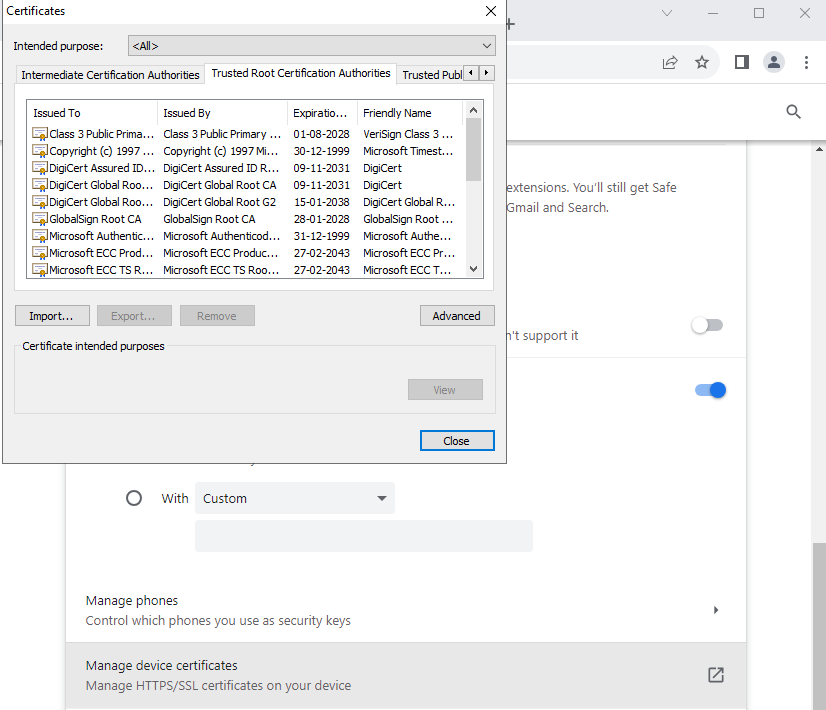 Certificates
Intended purpose: <All>
Intermediate Certification Authorities Trusted Root Certification Authorities Trusted Publ
Issued To Issued By Expiratio... Friendly Name
Class 3 Public Prima... Class 3 Public Primary ... 01-08-2028 VeriSign Class 3 ...
Copyright (c) 1997 ... Copyright (c) 1997 Mi... 30-12-1999 Microsoft Timest...
DigiCert Assured ID... DigiCert Assured ID R... 09-11-2031 DigiCert
DigiCert Global Roo... DigiCert Global Root CA 09-11-2031 DigiCert
DigiCert Global Roo... DigiCert Global Root G2 15-01-2038 DigiCert Global R...
GlobalSign Root CA GlobalSign Root CA 28-01-2028 GlobalSign Root ...
Microsoft Authentic... Microsoft Authenticod... 31-12-1999 Microsoft Authe...
Microsoft ECC Prod... Microsoft ECC Produc... 27-02-2043 Microsoft ECC Pr...
Microsoft ECC TS R... Microsoft ECC TS Roo... 27-02-2043 Microsoft ECC T...
Import... Export... Remove Advanced
Certificate intended purposes
View
Close
extensions. You'll still get Safe
Gmail and Search.
n't support it
With Custom
Manage phones
Control which phones you use as security keys
Manage device certificates
Manage HTTPS/SSL certificates on your device